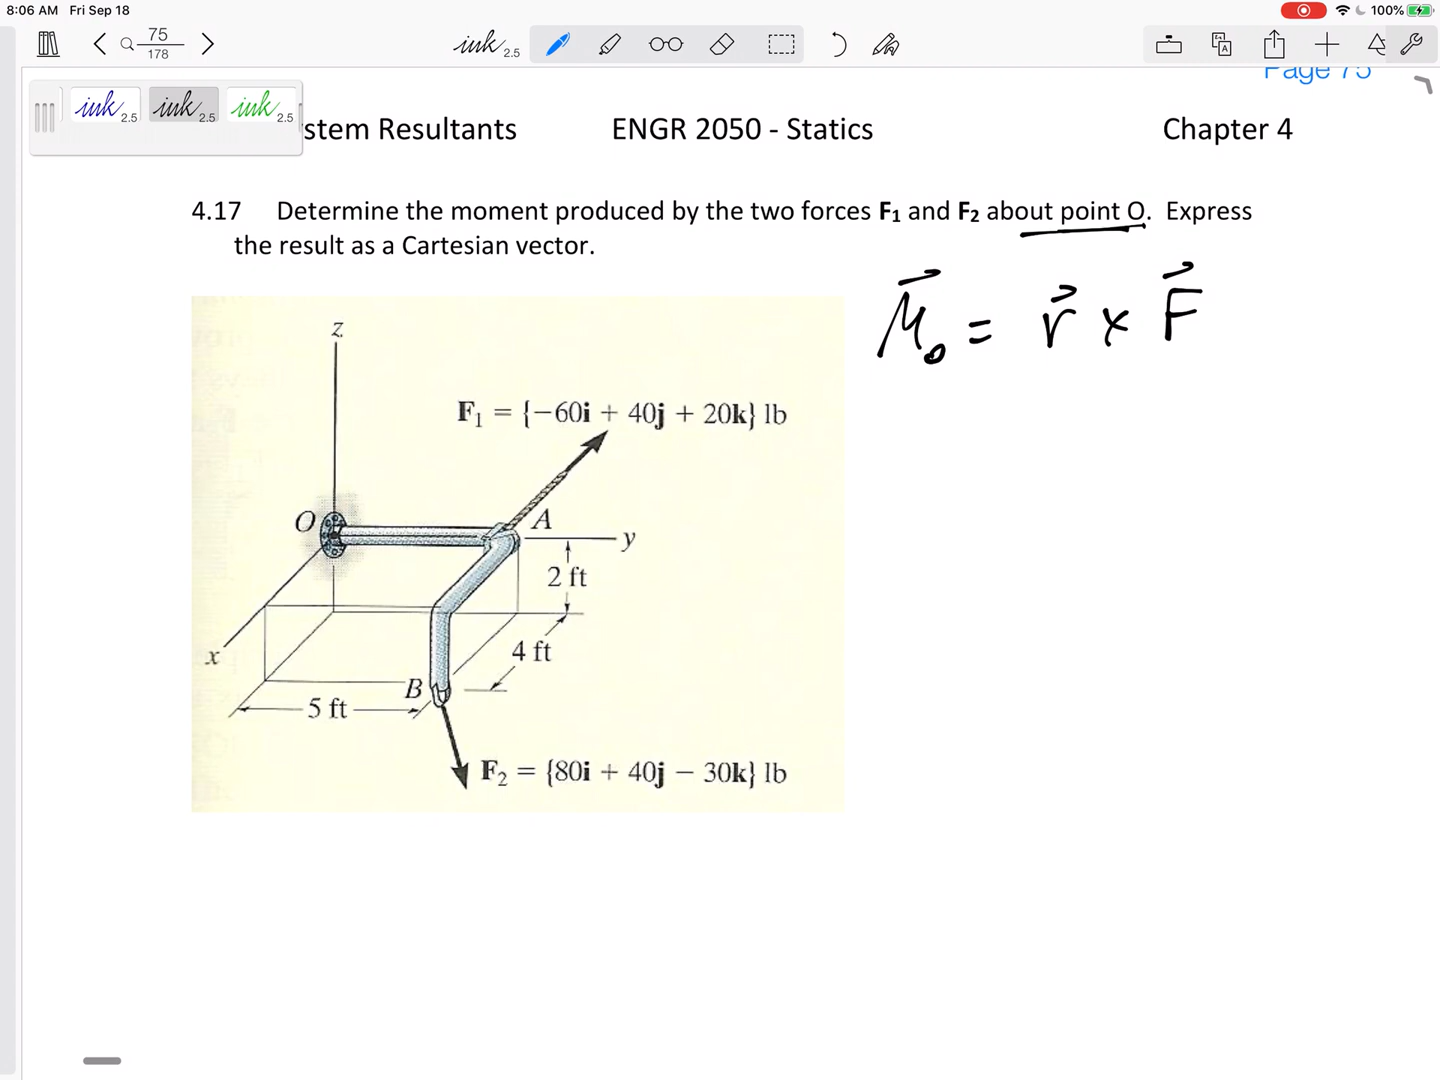 8:06 AM Fri Sep 18
100%
75
178
ink 2.5
Page 75
ink 2.5 ink 2.5 ink 2.5
stem Resultants ENGR 2050 - Statics Chapter 4
4.17 Determine the moment produced by the two forces F₁ and F₂ about point O. Express
the result as a Cartesian vector.
M⃗o = r⃗ x F⃗
z
F₁ = {−60i + 40j + 20k} lb
O
A
y
2 ft
x
4 ft
B
5 ft
F₂ = {80i + 40j − 30k} lb